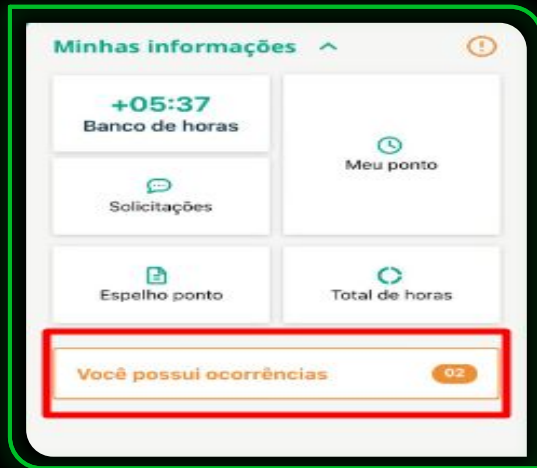 Minhas informações
+05:37
Banco de horas
Meu ponto
Solicitações
Espelho ponto
Total de horas
Você possui ocorrências 02